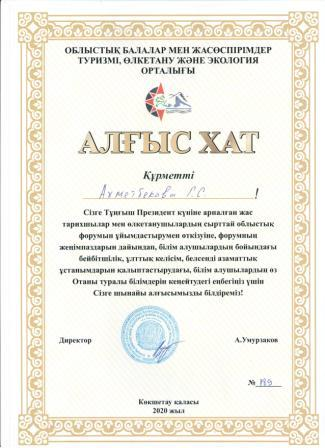 ОБЛЫСТЫҚ БАЛАЛАР МЕН ЖАСӨСПІРІМДЕР
ТУРИЗМІ, ӨЛКЕТАНУ ЖӘНЕ ЭКОЛОГИЯ
ОРТАЛЫҒЫ
АЛҒЫС ХАТ
Құрметті
Ахметбекова Г.С. !
Сізге Тұңғыш Президент күніне арналған жас
тарихшылар мен өлкетанушылардың сырттай облыстық
форумын ұйымдастырумен өткізуіне, форумның
жеңімпаздарын дайындап, білім алушылардың бойындағы
бейбітшілік, ұлттық келісім, белсенді азаматтық
ұстанымдарын қалыптастырудағы, білім алушылардың өз
Отаны туралы білімдерін кеңейтудегі еңбегіңіз үшін
Сізге шынайы алғысымызды білдіреміз!
Директор А.Умурзаков
№ 189
Көкшетау қаласы
2020 жыл